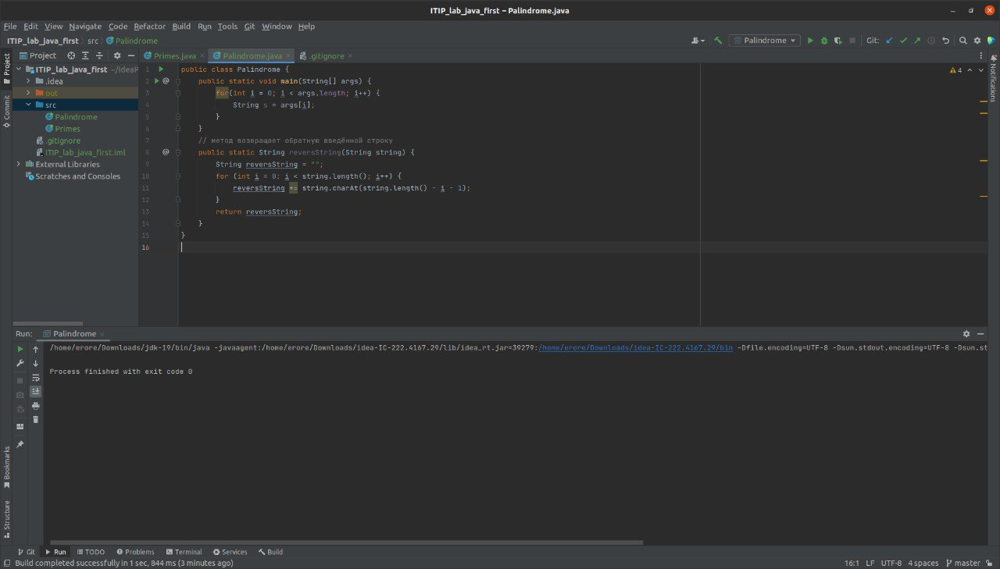 ITIP_lab_java_first – Palindrome.java
File Edit View Navigate Code Refactor Build Run Tools Git Window Help
ITIP_lab_java_first › src › Palindrome
Palindrome
Git:
Project
Primes.java
Palindrome.java
.gitignore
Project
Commit
Bookmarks
Structure
Notifications
ITIP_lab_java_first ~/IdeaP
.idea
out
src
Palindrome
Primes
.gitignore
ITIP_lab_java_first.iml
External Libraries
Scratches and Consoles
4
1 public class Palindrome {
2 @ public static void main(String[] args) {
3 for(int i = 0; i < args.length; i++) {
4 String s = args[i];
5 }
6 }
7 // метод возвращает обратную введённой строку
8 @ public static String reversString(String string) {
9 String reversString = "";
10 for (int i = 0; i < string.length(); i++) {
11 reversString += string.charAt(string.length() - i - 1);
12 }
13 return reversString;
14 }
15 }
16
Run: Palindrome
/home/erore/Downloads/jdk-19/bin/java -javaagent:/home/erore/Downloads/idea-IC-222.4167.29/lib/idea_rt.jar=39279:/home/erore/Downloads/idea-IC-222.4167.29/bin -Dfile.encoding=UTF-8 -Dsun.stdout.encoding=UTF-8 -Dsun.st
Process finished with exit code 0
Git Run TODO Problems Terminal Services Build
Build completed successfully in 1 sec, 844 ms (3 minutes ago)
16:1 LF UTF-8 4 spaces master